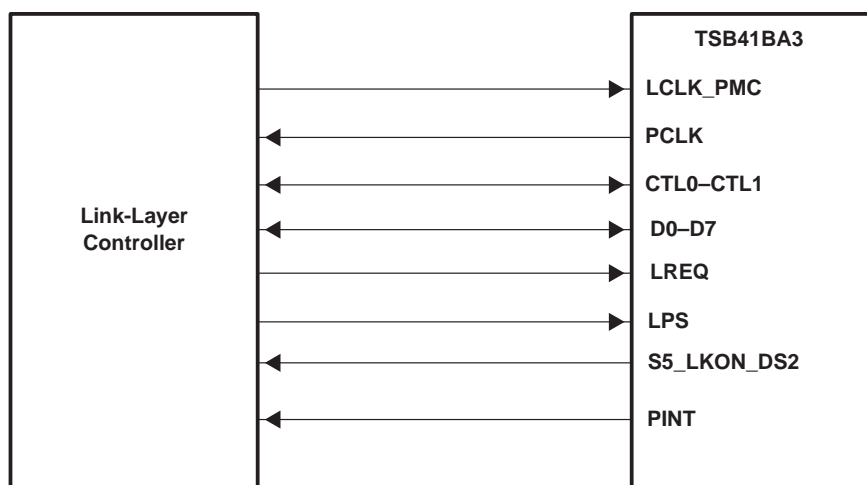 TSB41BA3
LCLK_PMC
PCLK
CTL0–CTL1
Link-Layer
Controller
D0–D7
LREQ
LPS
S5_LKON_DS2
PINT